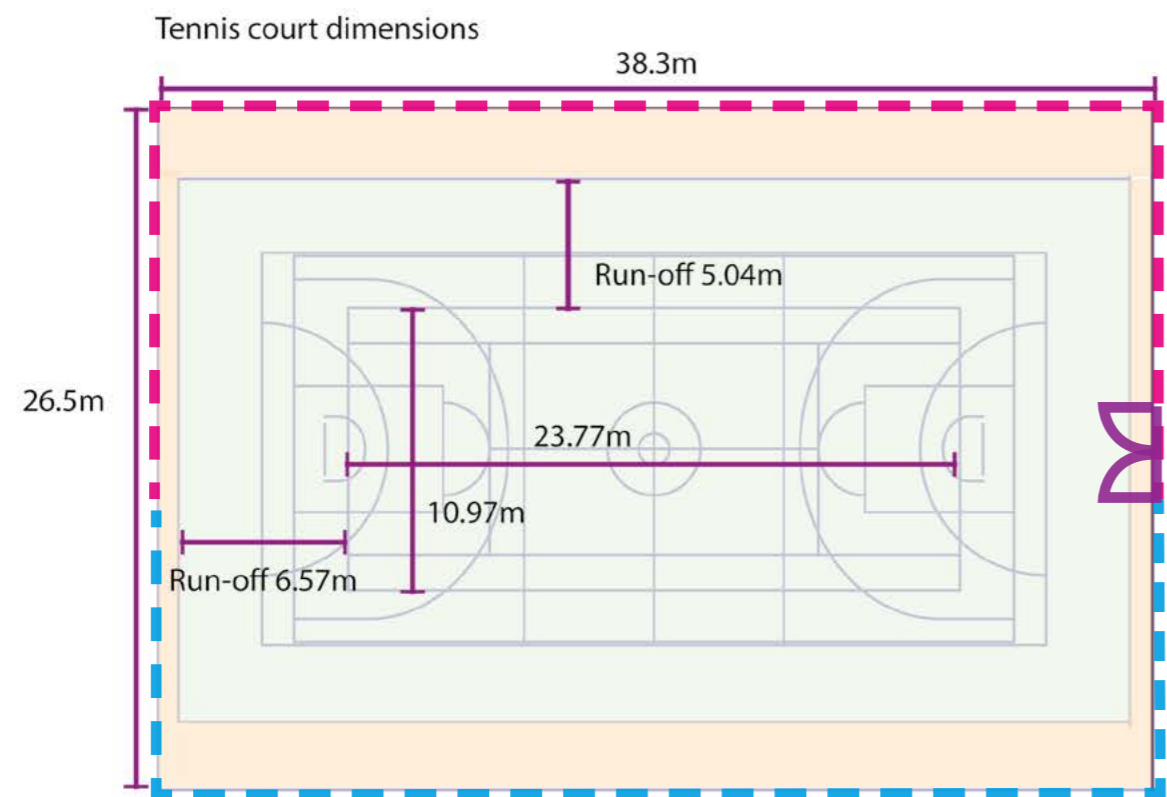 Tennis court dimensions
38.3m
Run-off 5.04m
26.5m
23.77m
10.97m
Run-off 6.57m